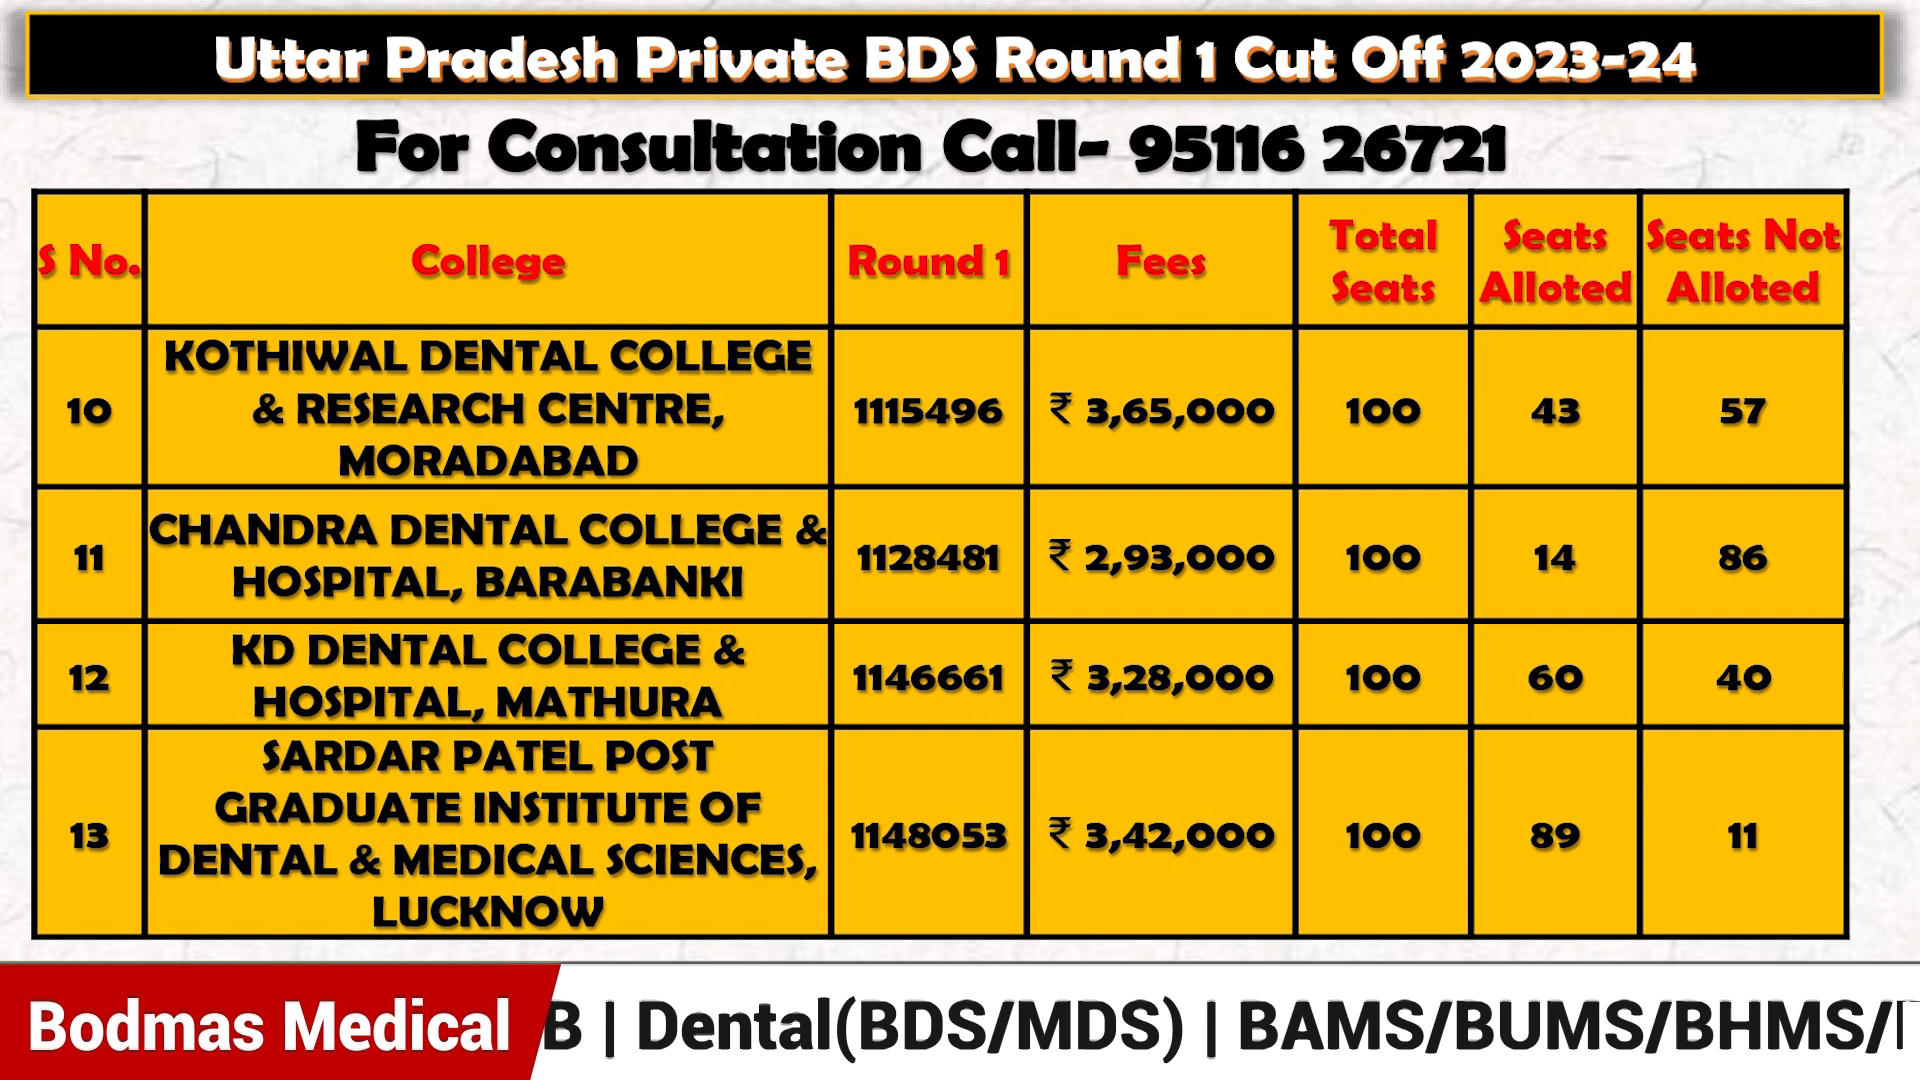 Uttar Pradesh Private BDS Round 1 Cut Off 2023-24
For Consultation Call- 95116 26721
S No. College Round 1 Fees Total Seats Seats Alloted Seats Not Alloted
10 KOTHIWAL DENTAL COLLEGE & RESEARCH CENTRE, MORADABAD 1115496 ₹ 3,65,000 100 43 57
11 CHANDRA DENTAL COLLEGE & HOSPITAL, BARABANKI 1128481 ₹ 2,93,000 100 14 86
12 KD DENTAL COLLEGE & HOSPITAL, MATHURA 1146661 ₹ 3,28,000 100 60 40
13 SARDAR PATEL POST GRADUATE INSTITUTE OF DENTAL & MEDICAL SCIENCES, LUCKNOW 1148053 ₹ 3,42,000 100 89 11
Bodmas Medical B | Dental(BDS/MDS) | BAMS/BUMS/BHMS/